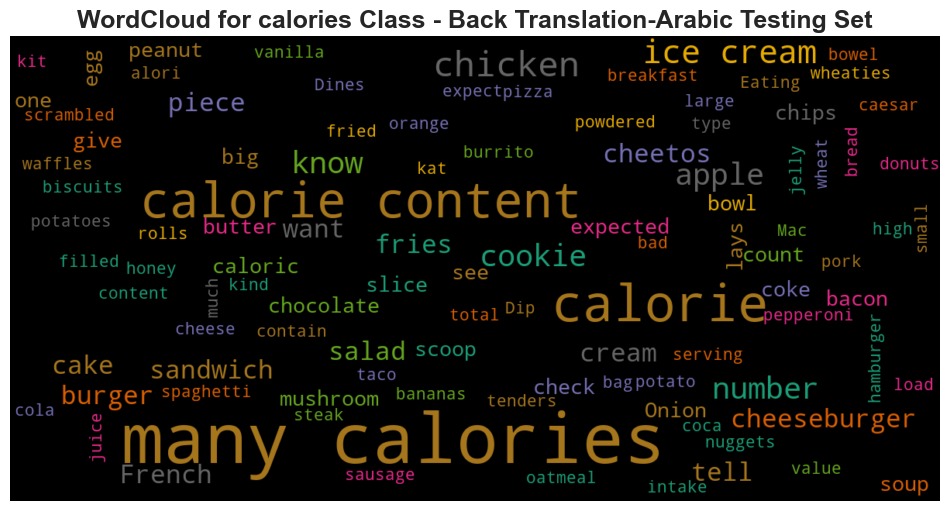 WordCloud for calories Class - Back Translation-Arabic Testing Set
kit
egg
peanut
alori
vanilla
Dines
chicken
expectpizza
ice cream
breakfast
bowel
wheaties
Eating
one
scrambled
piece
fried
orange
powdered
large
type
chips
caesar
give
waffles
big
know
kat
burrito
cheetos
apple
jelly
wheat
bread
donuts
biscuits
calorie content
bowl
potatoes
rolls
butter
want
expected
bad
lays
Mac
count
high
small
fries
cookie
see
filled
honey
caloric
kind
content
much
slice
chocolate
total
Dip
calorie
coke
pork
bacon
pepperoni
cheese
contain
hamburger
cake
sandwich
salad
scoop
cream
serving
taco
burger
spaghetti
mushroom
bananas
check
bag
potato
number
load
cola
juice
steak
tenders
Onion
coca
cheeseburger
nuggets
many calories
French
sausage
oatmeal
intake
tell
value
soup